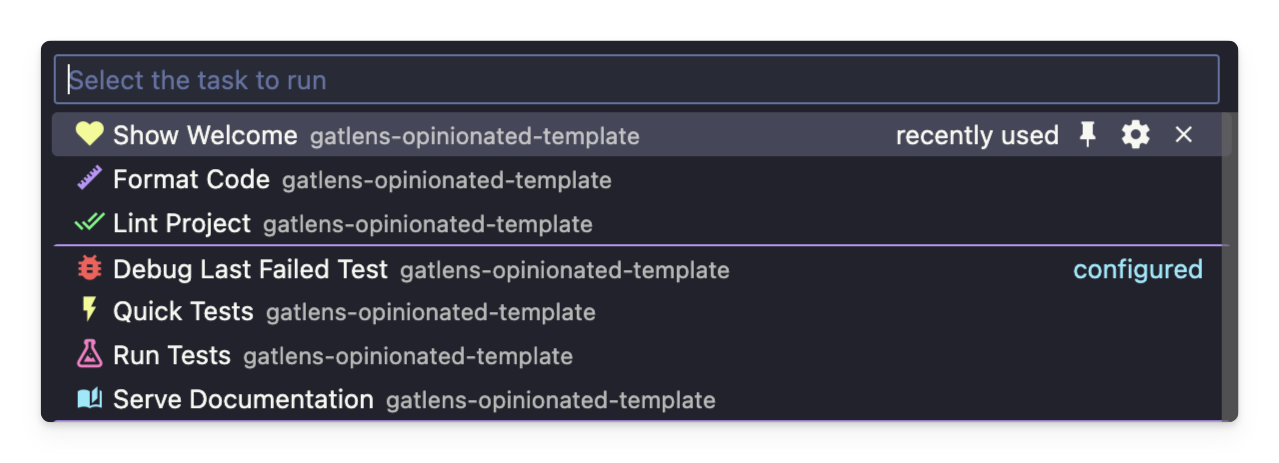 Select the task to run
Show Welcome gatlens-opinionated-template recently used
Format Code gatlens-opinionated-template
Lint Project gatlens-opinionated-template
Debug Last Failed Test gatlens-opinionated-template configured
Quick Tests gatlens-opinionated-template
Run Tests gatlens-opinionated-template
Serve Documentation gatlens-opinionated-template